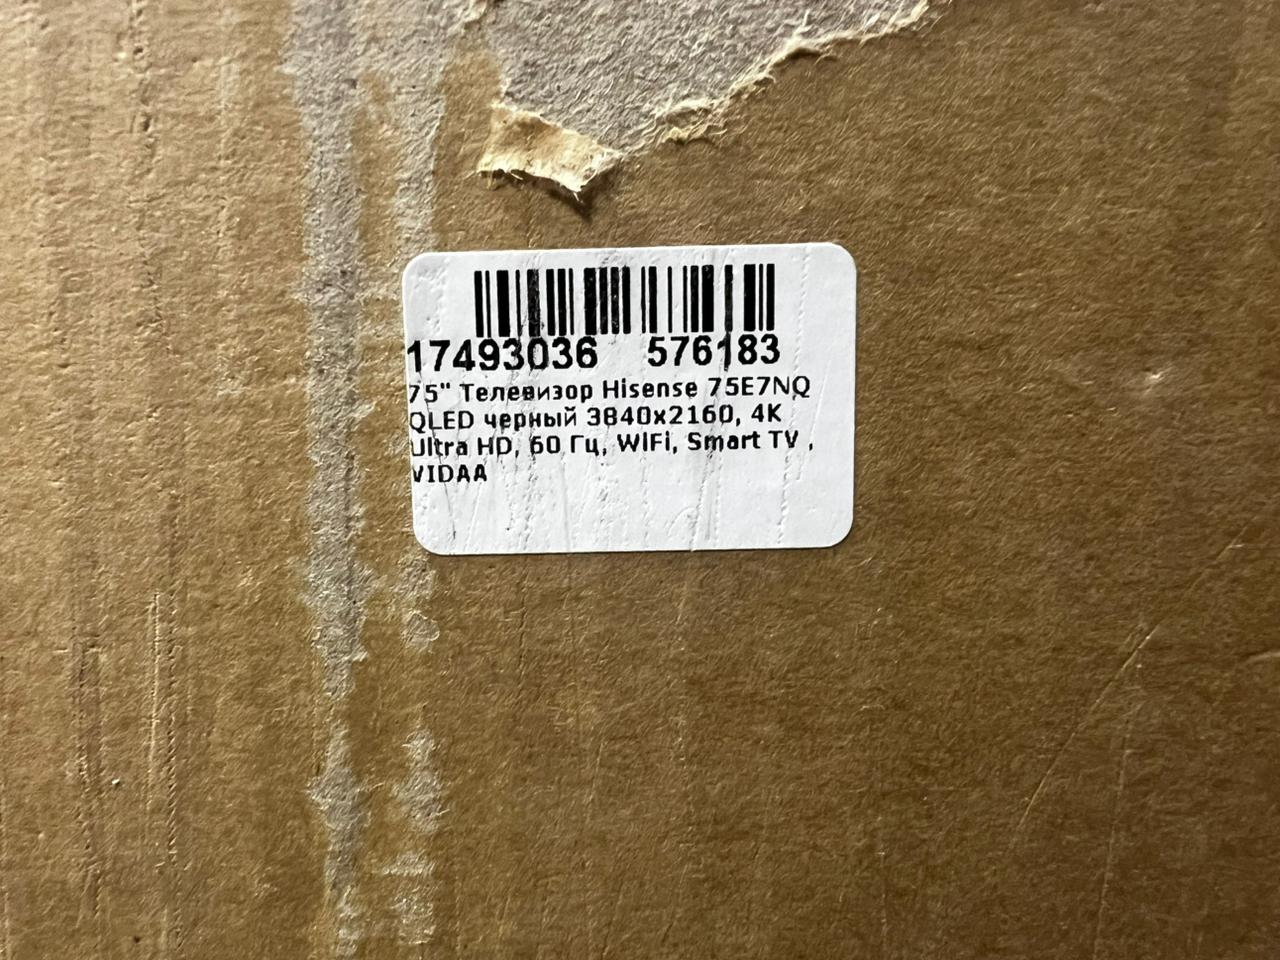 17493036 576183
75" Телевизор Hisense 75E7NQ
QLED черный 3840x2160, 4K
Ultra HD, 60 Гц, WiFi, Smart TV ,
VIDAA